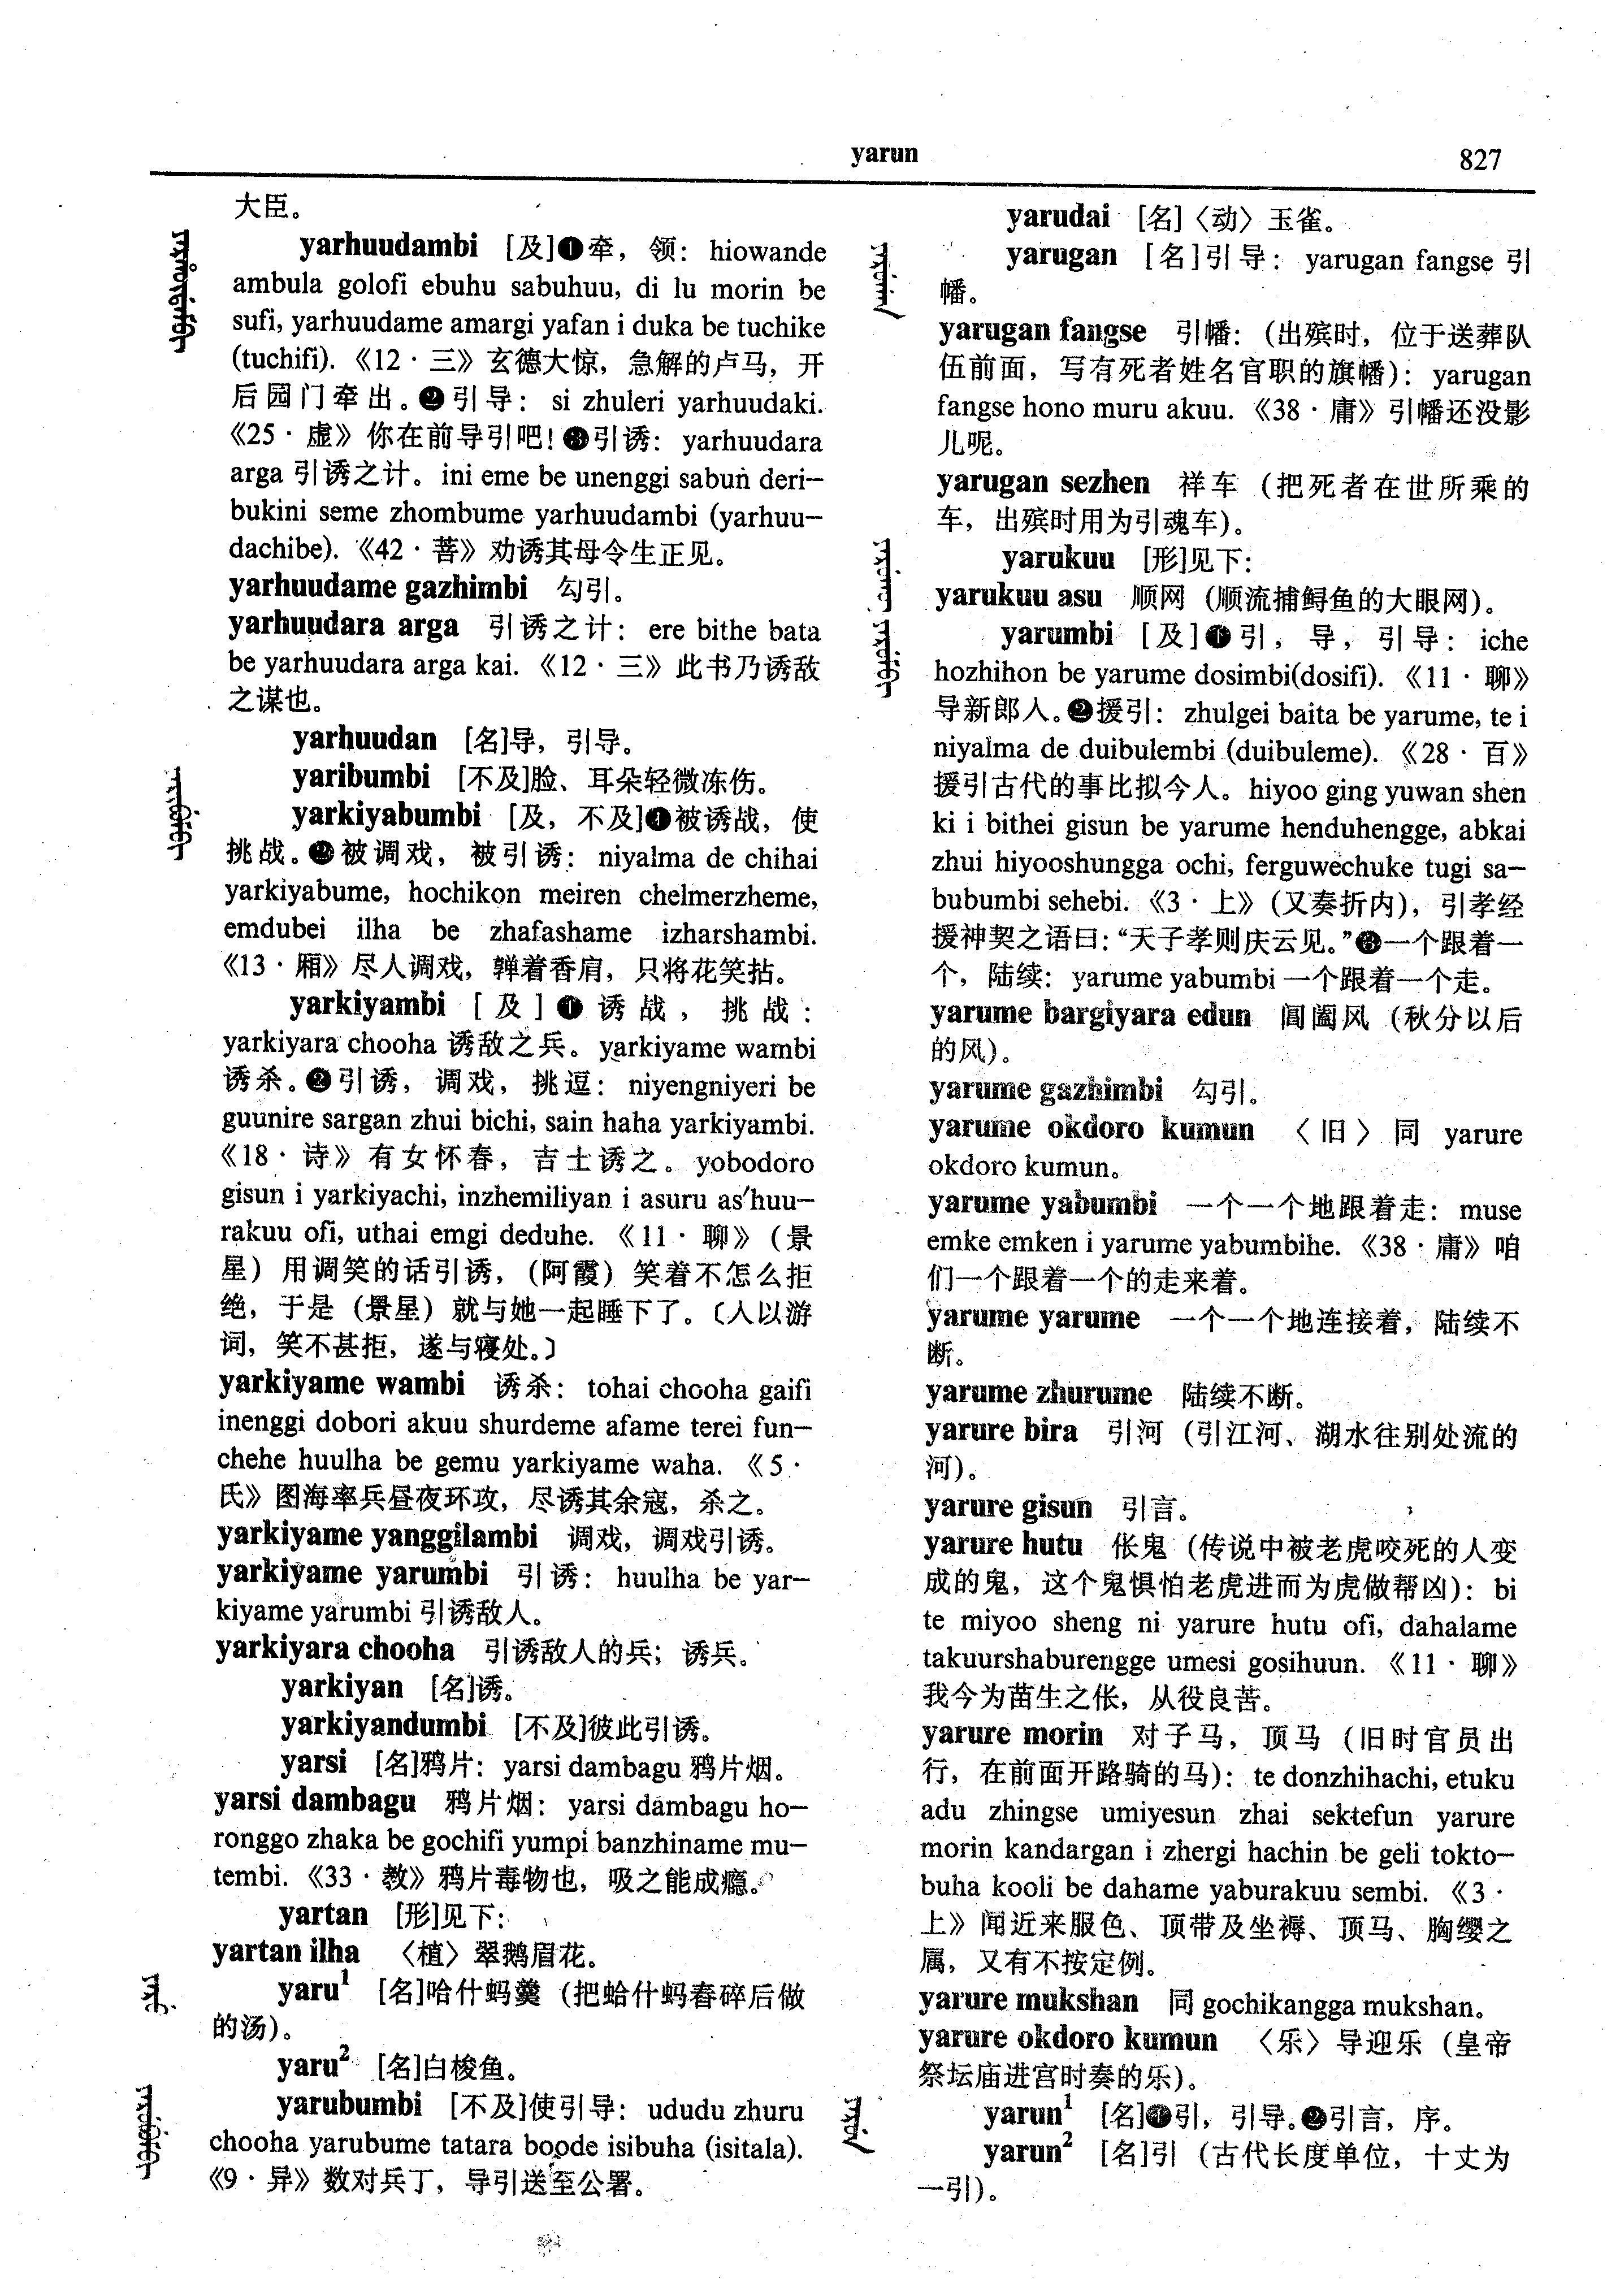 yarun
827
大臣。
yarhuudambi [及]❶牵，领：hiowande
ambula golofi ebuhu sabuhuu, di lu morin be
sufi, yarhuudame amargi yafan i duka be tuchike
(tuchifi).《12·三》玄德大惊，急解的卢马，开
后园门牵出。❷引导：si zhuleri yarhuudaki.
《25·虚》你在前导引吧！❸引诱：yarhuudara
arga 引诱之计。ini eme be unenggi sabun deri-
bukini seme zhombume yarhuudambi (yarhuu-
dachibe).《42·菩》劝诱其母令生正见。
yarhuudame gazhimbi 勾引。
yarhuudara arga 引诱之计：ere bithe bata
be yarhuudara arga kai.《12·三》此书乃诱敌
之谋也。
yarhuudan [名]导，引导。
yaribumbi [不及]脸、耳朵轻微冻伤。
yarkiyabumbi [及，不及]❶被诱战，使
挑战。❷被调戏，被引诱：niyalma de chihai
yarkiyabume, hochikon meiren chelmerzheme,
emdubei ilha be zhafashame izharshambi.
《13·厢》尽人调戏，亸着香肩，只将花笑拈。
yarkiyambi [及]❶诱战，挑战：
yarkiyara chooha 诱敌之兵。yarkiyame wambi
诱杀。❷引诱，调戏，挑逗：niyengniyeri be
guunire sargan zhui bichi, sain haha yarkiyambi.
《18·诗》有女怀春，吉士诱之。yobodoro
gisun i yarkiyachi, inzhemiliyan i asuru as'huu-
rakuu ofi, uthai emgi deduhe.《11·聊》（景
星）用调笑的话引诱，（阿霞）笑着不怎么拒
绝，于是（景星）就与她一起睡下了。〔人以游
词，笑不甚拒，遂与寝处。〕
yarkiyame wambi 诱杀：tohai chooha gaifi
inenggi dobori akuu shurdeme afame terei fun-
chehe huulha be gemu yarkiyame waha.《5·
氏》图海率兵昼夜环攻，尽诱其余寇，杀之。
yarkiyame yanggilambi 调戏，调戏引诱。
yarkiyame yarumbi 引诱：huulha be yar-
kiyame yarumbi 引诱敌人。
yarkiyara chooha 引诱敌人的兵；诱兵。
yarkiyan [名]诱。
yarkiyandumbi [不及]彼此引诱。
yarsi [名]鸦片：yarsi dambagu 鸦片烟。
yarsi dambagu 鸦片烟：yarsi dambagu ho-
ronggo zhaka be gochifi yumpi banzhiname mu-
tembi.《33·教》鸦片毒物也，吸之能成瘾。
yartan [形]见下：
yartan ilha 〈植〉翠鹅眉花。
yaru¹ [名]哈什蚂羹（把蛤什蚂舂碎后做
的汤）。
yaru² [名]白梭鱼。
yarubumbi [不及]使引导：ududu zhuru
chooha yarubume tatara boode isibuha (isitala).
《9·异》数对兵丁，导引送至公署。
yarudai [名]〈动〉玉雀。
yarugan [名]引导：yarugan fangse 引
幡。
yarugan fangse 引幡：（出殡时，位于送葬队
伍前面，写有死者姓名官职的旗幡）：yarugan
fangse hono muru akuu.《38·庸》引幡还没影
儿呢。
yarugan sezhen 祥车（把死者在世所乘的
车，出殡时用为引魂车）。
yarukuu [形]见下：
yarukuu asu 顺网（顺流捕鲟鱼的大眼网）。
yarumbi [及]❶引，导，引导：iche
hozhihon be yarume dosimbi(dosifi).《11·聊》
导新郎人。❷援引：zhulgei baita be yarume, te i
niyalma de duibulembi (duibuleme).《28·百》
援引古代的事比拟今人。hiyoo ging yuwan shen
ki i bithei gisun be yarume henduhengge, abkai
zhui hiyooshungga ochi, ferguwechuke tugi sa-
bubumbi sehebi.《3·上》（又奏折内），引孝经
援神契之语曰：“天子孝则庆云见。”❸一个跟着一
个，陆续：yarume yabumbi 一个跟着一个走。
yarume bargiyara edun 阊阖风（秋分以后
的风）。
yarume gazhimbi 勾引。
yarume okdoro kumun 〈旧〉同 yarure
okdoro kumun。
yarume yabumbi 一个一个地跟着走：muse
emke emken i yarume yabumbihe.《38·庸》咱
们一个跟着一个的走来着。
yarume yarume 一个一个地连接着，陆续不
断。
yarume zhurume 陆续不断。
yarure bira 引河（引江河、湖水往别处流的
河）。
yarure gisun 引言。
yarure hutu 伥鬼（传说中被老虎咬死的人变
成的鬼，这个鬼惧怕老虎进而为虎做帮凶）：bi
te miyoo sheng ni yarure hutu ofi, dahalame
takuurshaburengge umesi gosihuun.《11·聊》
我今为苗生之伥，从役良苦。
yarure morin 对子马，顶马（旧时官员出
行，在前面开路骑的马）：te donzhihachi, etuku
adu zhingse umiyesun zhai sektefun yarure
morin kandargan i zhergi hachin be geli tokto-
buha kooli be dahame yaburakuu sembi.《3·
上》闻近来服色、顶带及坐褥、顶马、胸缨之
属，又有不按定例。
yarure mukshan 同 gochikangga mukshan。
yarure okdoro kumun 〈乐〉导迎乐（皇帝
祭坛庙进宫时奏的乐）。
yarun¹ [名]❶引，引导。❷引言，序。
yarun² [名]引（古代长度单位，十丈为
一引）。